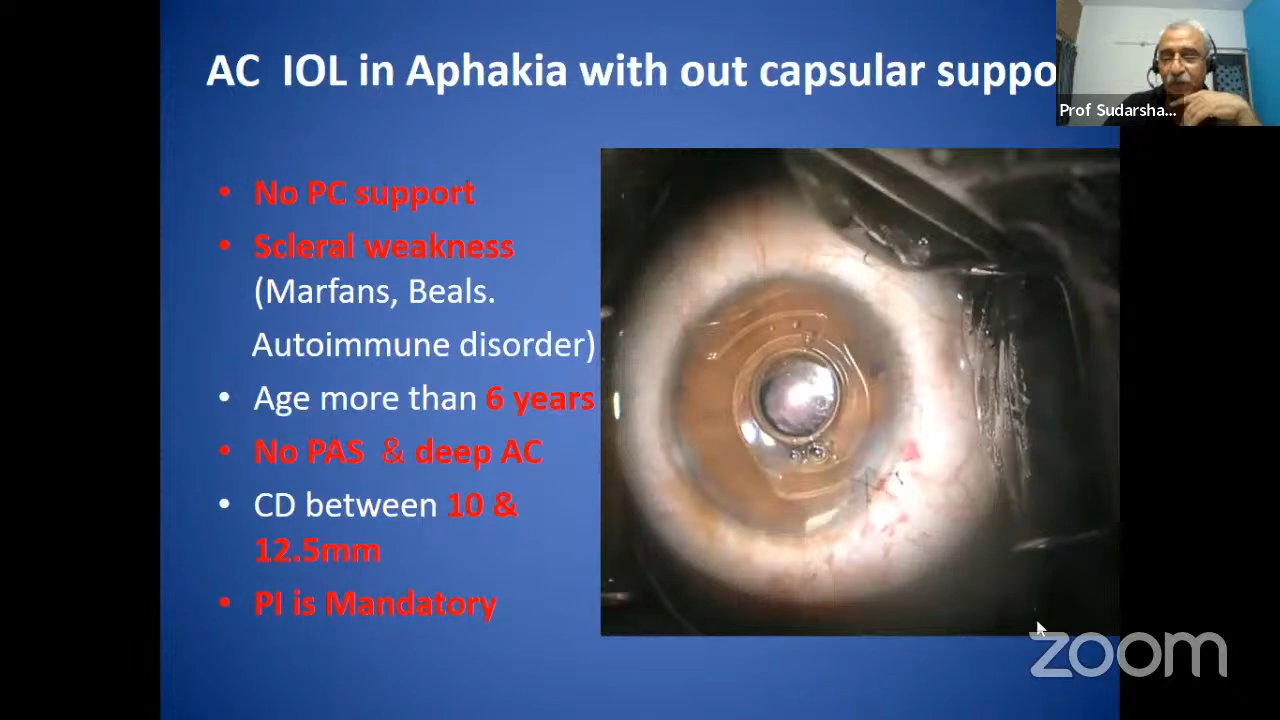 AC IOL in Aphakia with out capsular suppo
Prof Sudarsha...
• No PC support
• Scleral weakness
(Marfans, Beals.
Autoimmune disorder)
• Age more than 6 years
• No PAS & deep AC
• CD between 10 &
12.5mm
• PI is Mandatory
zoom